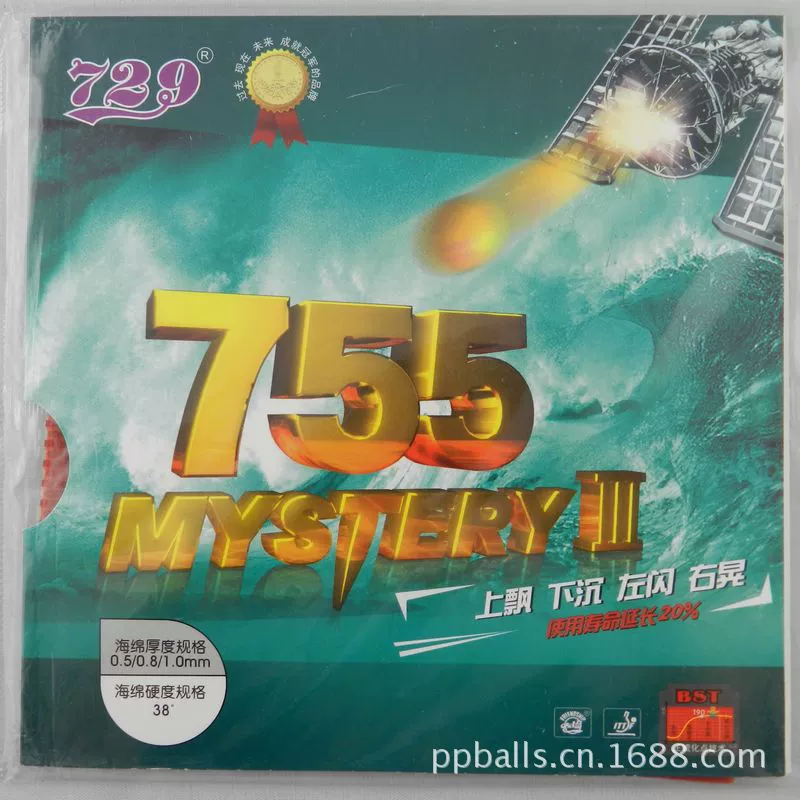 729®
过去 现在 未来 成就冠军的品牌
755
MYSTERY III
上飘 下沉 左闪 右晃
使用寿命延长20%
海绵厚度规格
0.5/0.8/1.0mm
海绵硬度规格
38°
FRIENDSHIP
ITTF
BST
190
ppballs.cn.1688.com